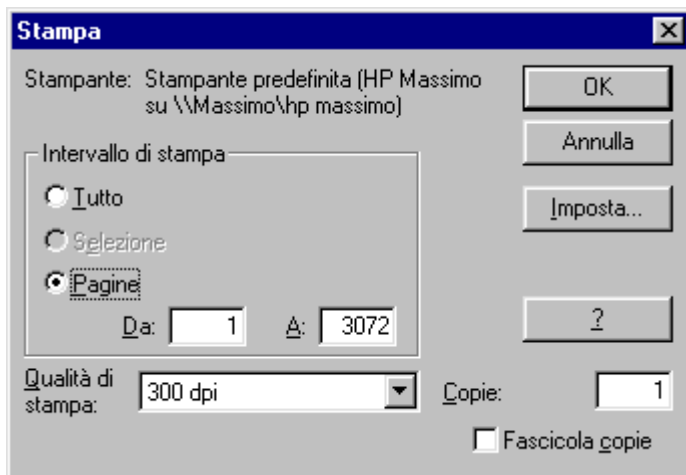 Stampa
Stampante: Stampante predefinita (HP Massimo
su \\Massimo\hp massimo)
OK
Annulla
Imposta...
?
Intervallo di stampa
Tutto
Selezione
Pagine
Da: 1 A: 3072
Qualità di
stampa:
300 dpi
Copie: 1
Fascicola copie